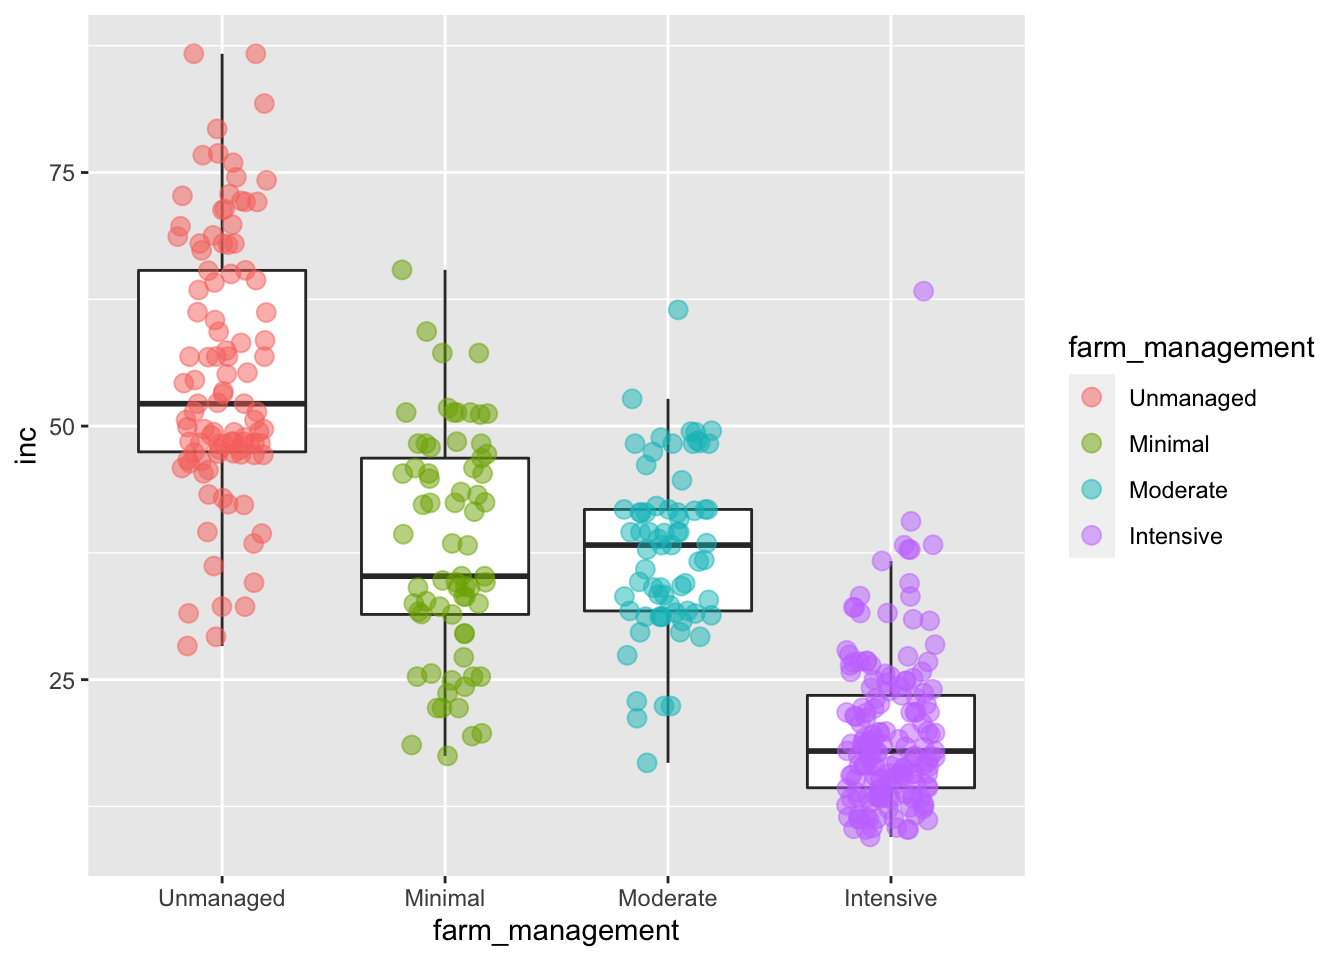 75
50
25
inc
Unmanaged
Minimal
Moderate
Intensive
farm_management
farm_management
Unmanaged
Minimal
Moderate
Intensive